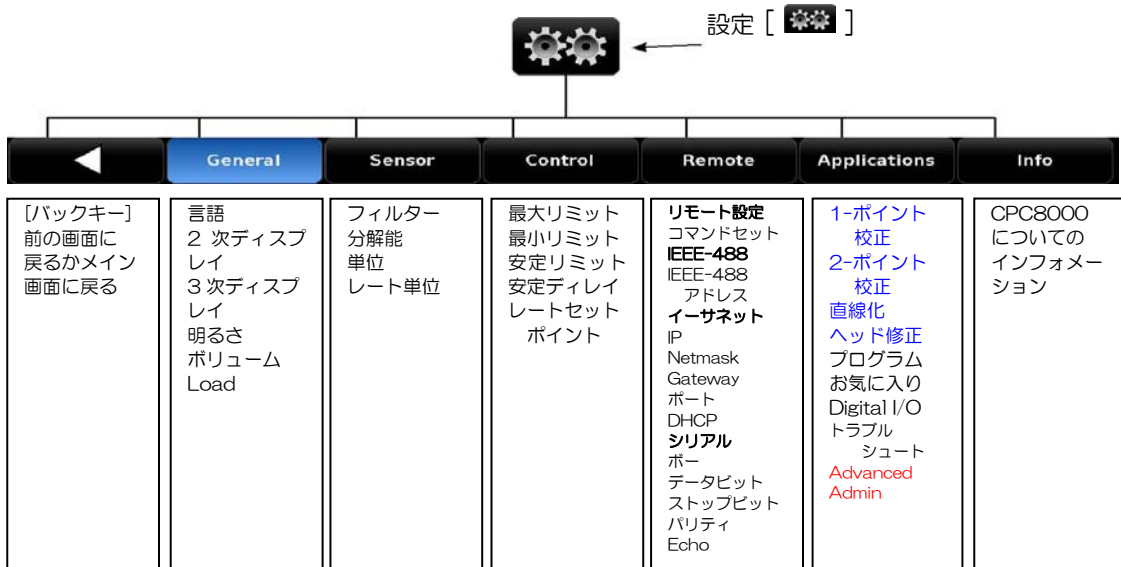 設定 [ ]
General
Sensor
Control
Remote
Applications
Info
[バックキー]
前の画面に
戻るかメイン
画面に戻る
言語
2 次ディスプ
レイ
3 次ディスプ
レイ
明るさ
ボリューム
Load
フィルター
分解能
単位
レート単位
最大リミット
最小リミット
安定リミット
安定ディレイ
レートセット
ポイント
リモート設定
コマンドセット
IEEE-488
IEEE-488
アドレス
イーサネット
IP
Netmask
Gateway
ポート
DHCP
シリアル
ボー
データビット
ストップビット
パリティ
Echo
1-ポイント
校正
2-ポイント
校正
直線化
ヘッド修正
プログラム
お気に入り
Digital I/O
トラブル
シュート
Advanced
Admin
CPC8000
についての
インフォメー
ション